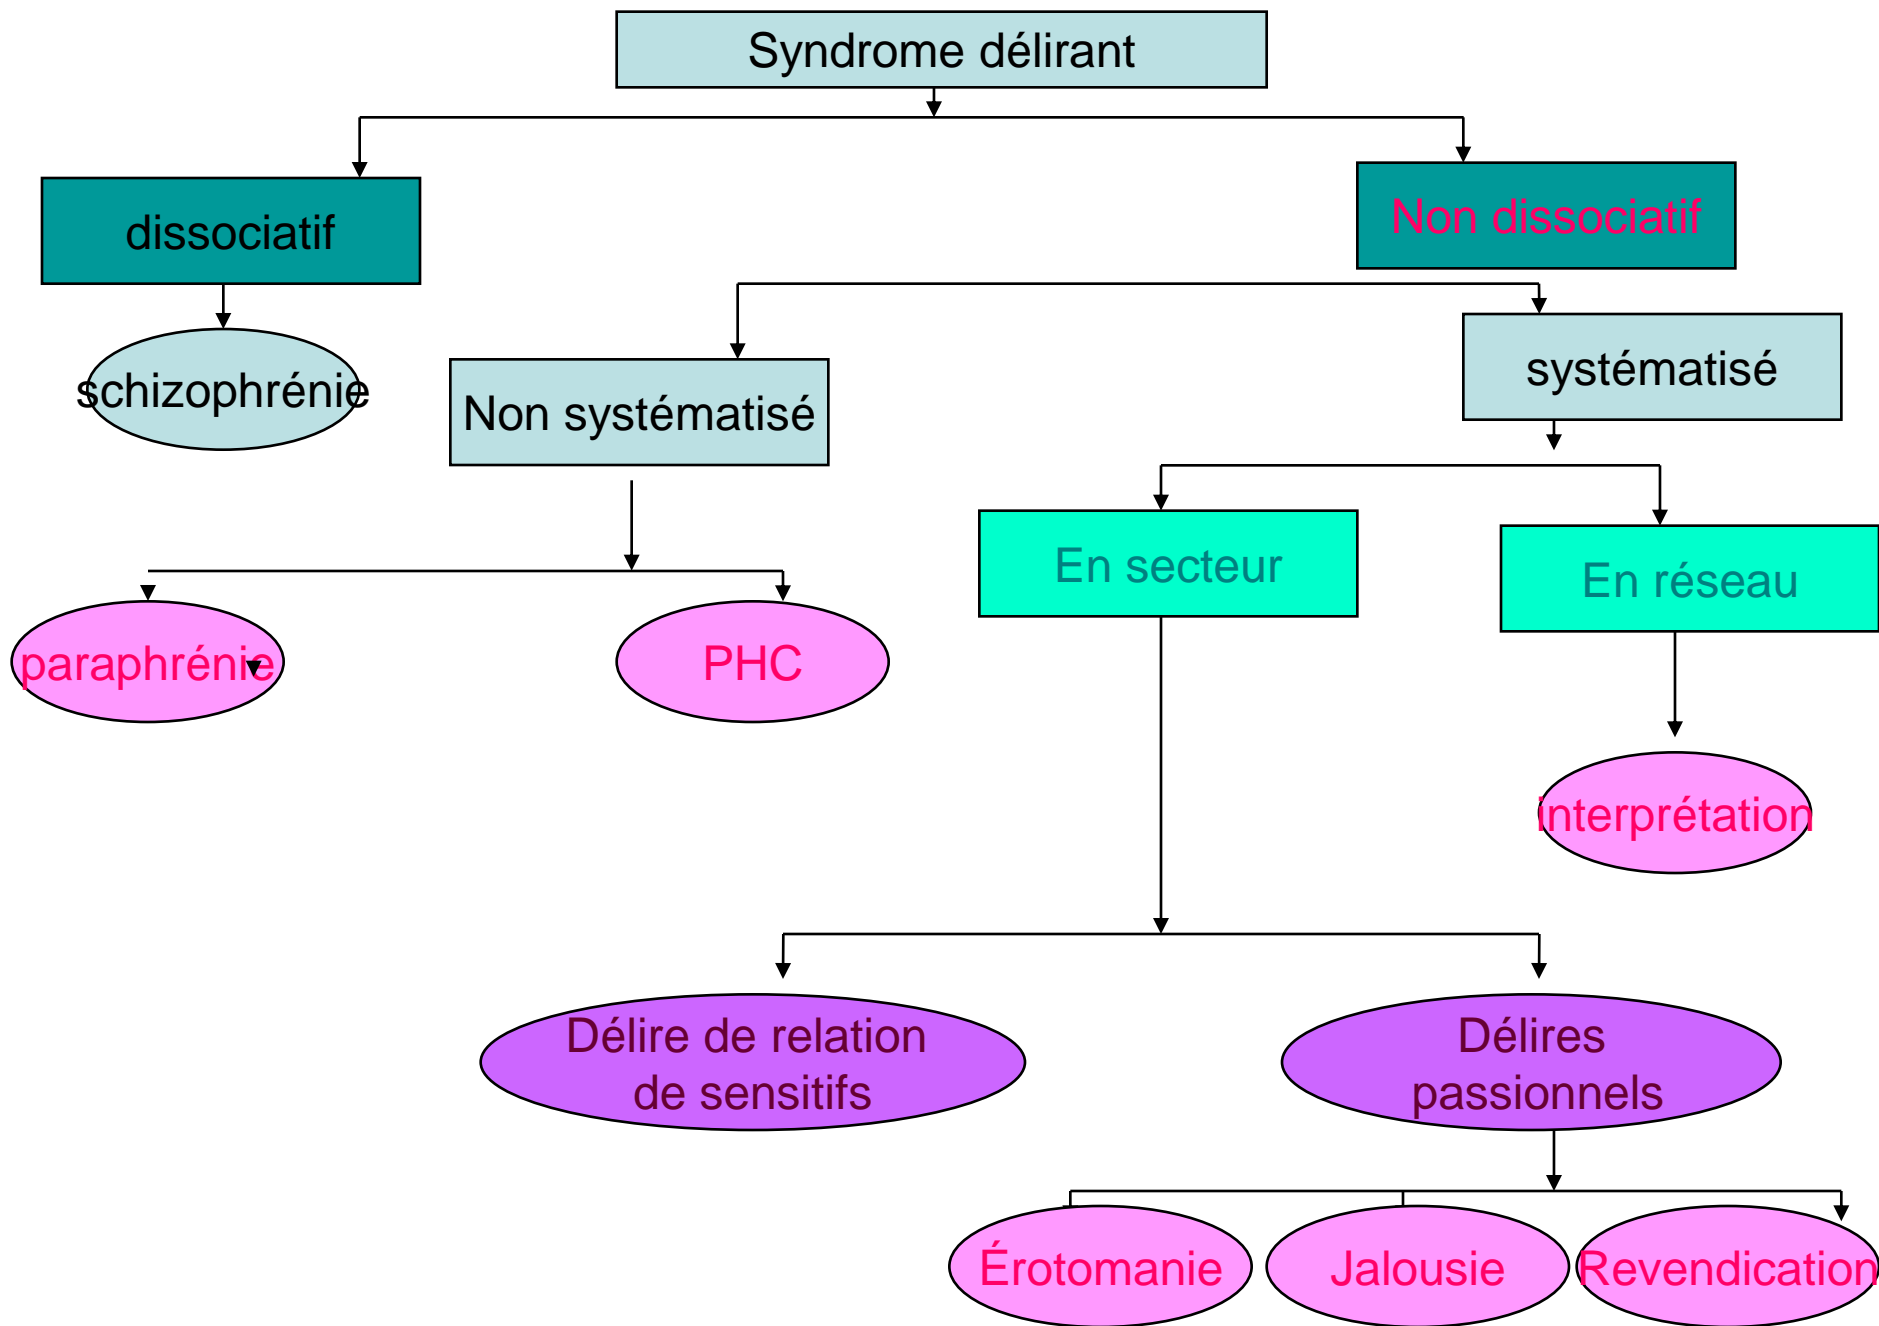 Syndrome délirant
dissociatif
Non dissociatif
schizophrénie
Non systématisé
systématisé
En secteur
En réseau
paraphrénie
PHC
interprétation
Délire de relation
de sensitifs
Délires
passionnels
Érotomanie
Jalousie
Revendication